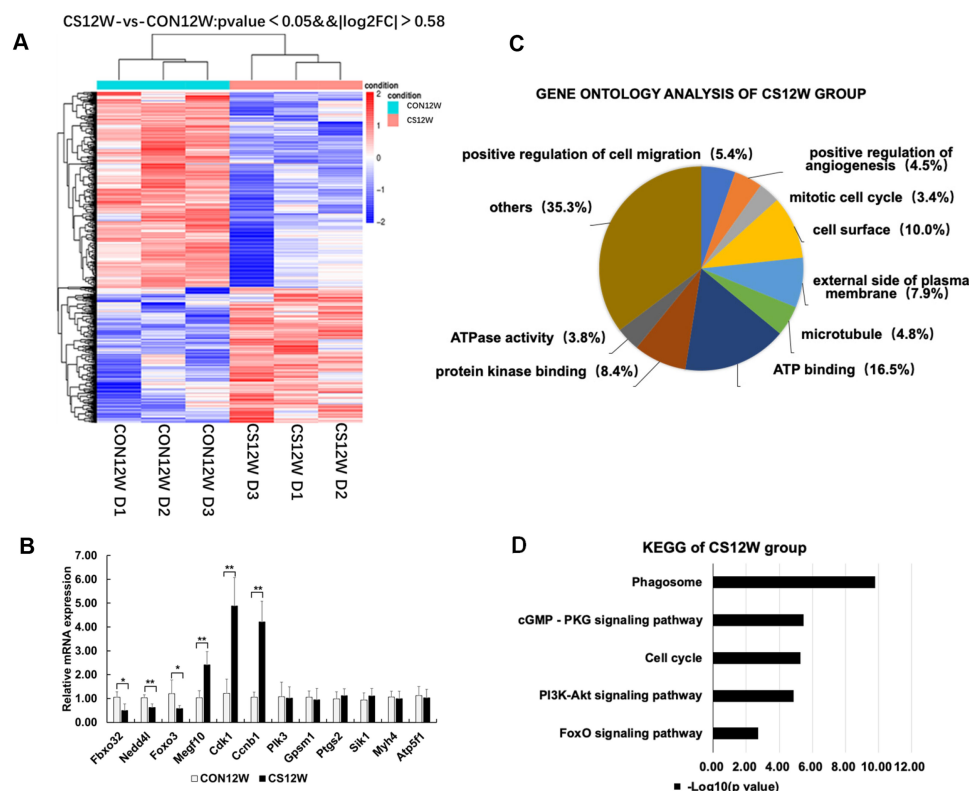 CS12W-vs-CON12W:pvalue＜0.05&&|log2FC|＞0.58
A
condition
2
1
0
-1
-2
condition
CON12W
CS12W
CON12W D1
CON12W D2
CON12W D3
CS12W D3
CS12W D1
CS12W D2
C
GENE ONTOLOGY ANALYSIS OF CS12W GROUP
positive regulation of cell migration (5.4%)
positive regulation of
angiogenesis (4.5%)
mitotic cell cycle (3.4%)
others (35.3%)
cell surface (10.0%)
external side of plasma
membrane (7.9%)
ATPase activity (3.8%)
microtubule (4.8%)
protein kinase binding (8.4%)
ATP binding (16.5%)
B
Relative mRNA expression
7.00
6.00
5.00
4.00
3.00
2.00
1.00
0.00
*
**
*
**
**
**
Fbxo32
Nedd4l
Foxo3
Megf10
Cdk1
Ccnb1
Plk3
Gpsm1
Ptgs2
Sik1
Myh4
Atp5f1
CON12W CS12W
D
KEGG of CS12W group
Phagosome
cGMP - PKG signaling pathway
Cell cycle
PI3K-Akt signaling pathway
FoxO signaling pathway
0.00 2.00 4.00 6.00 8.00 10.00 12.00
-Log10(p value)